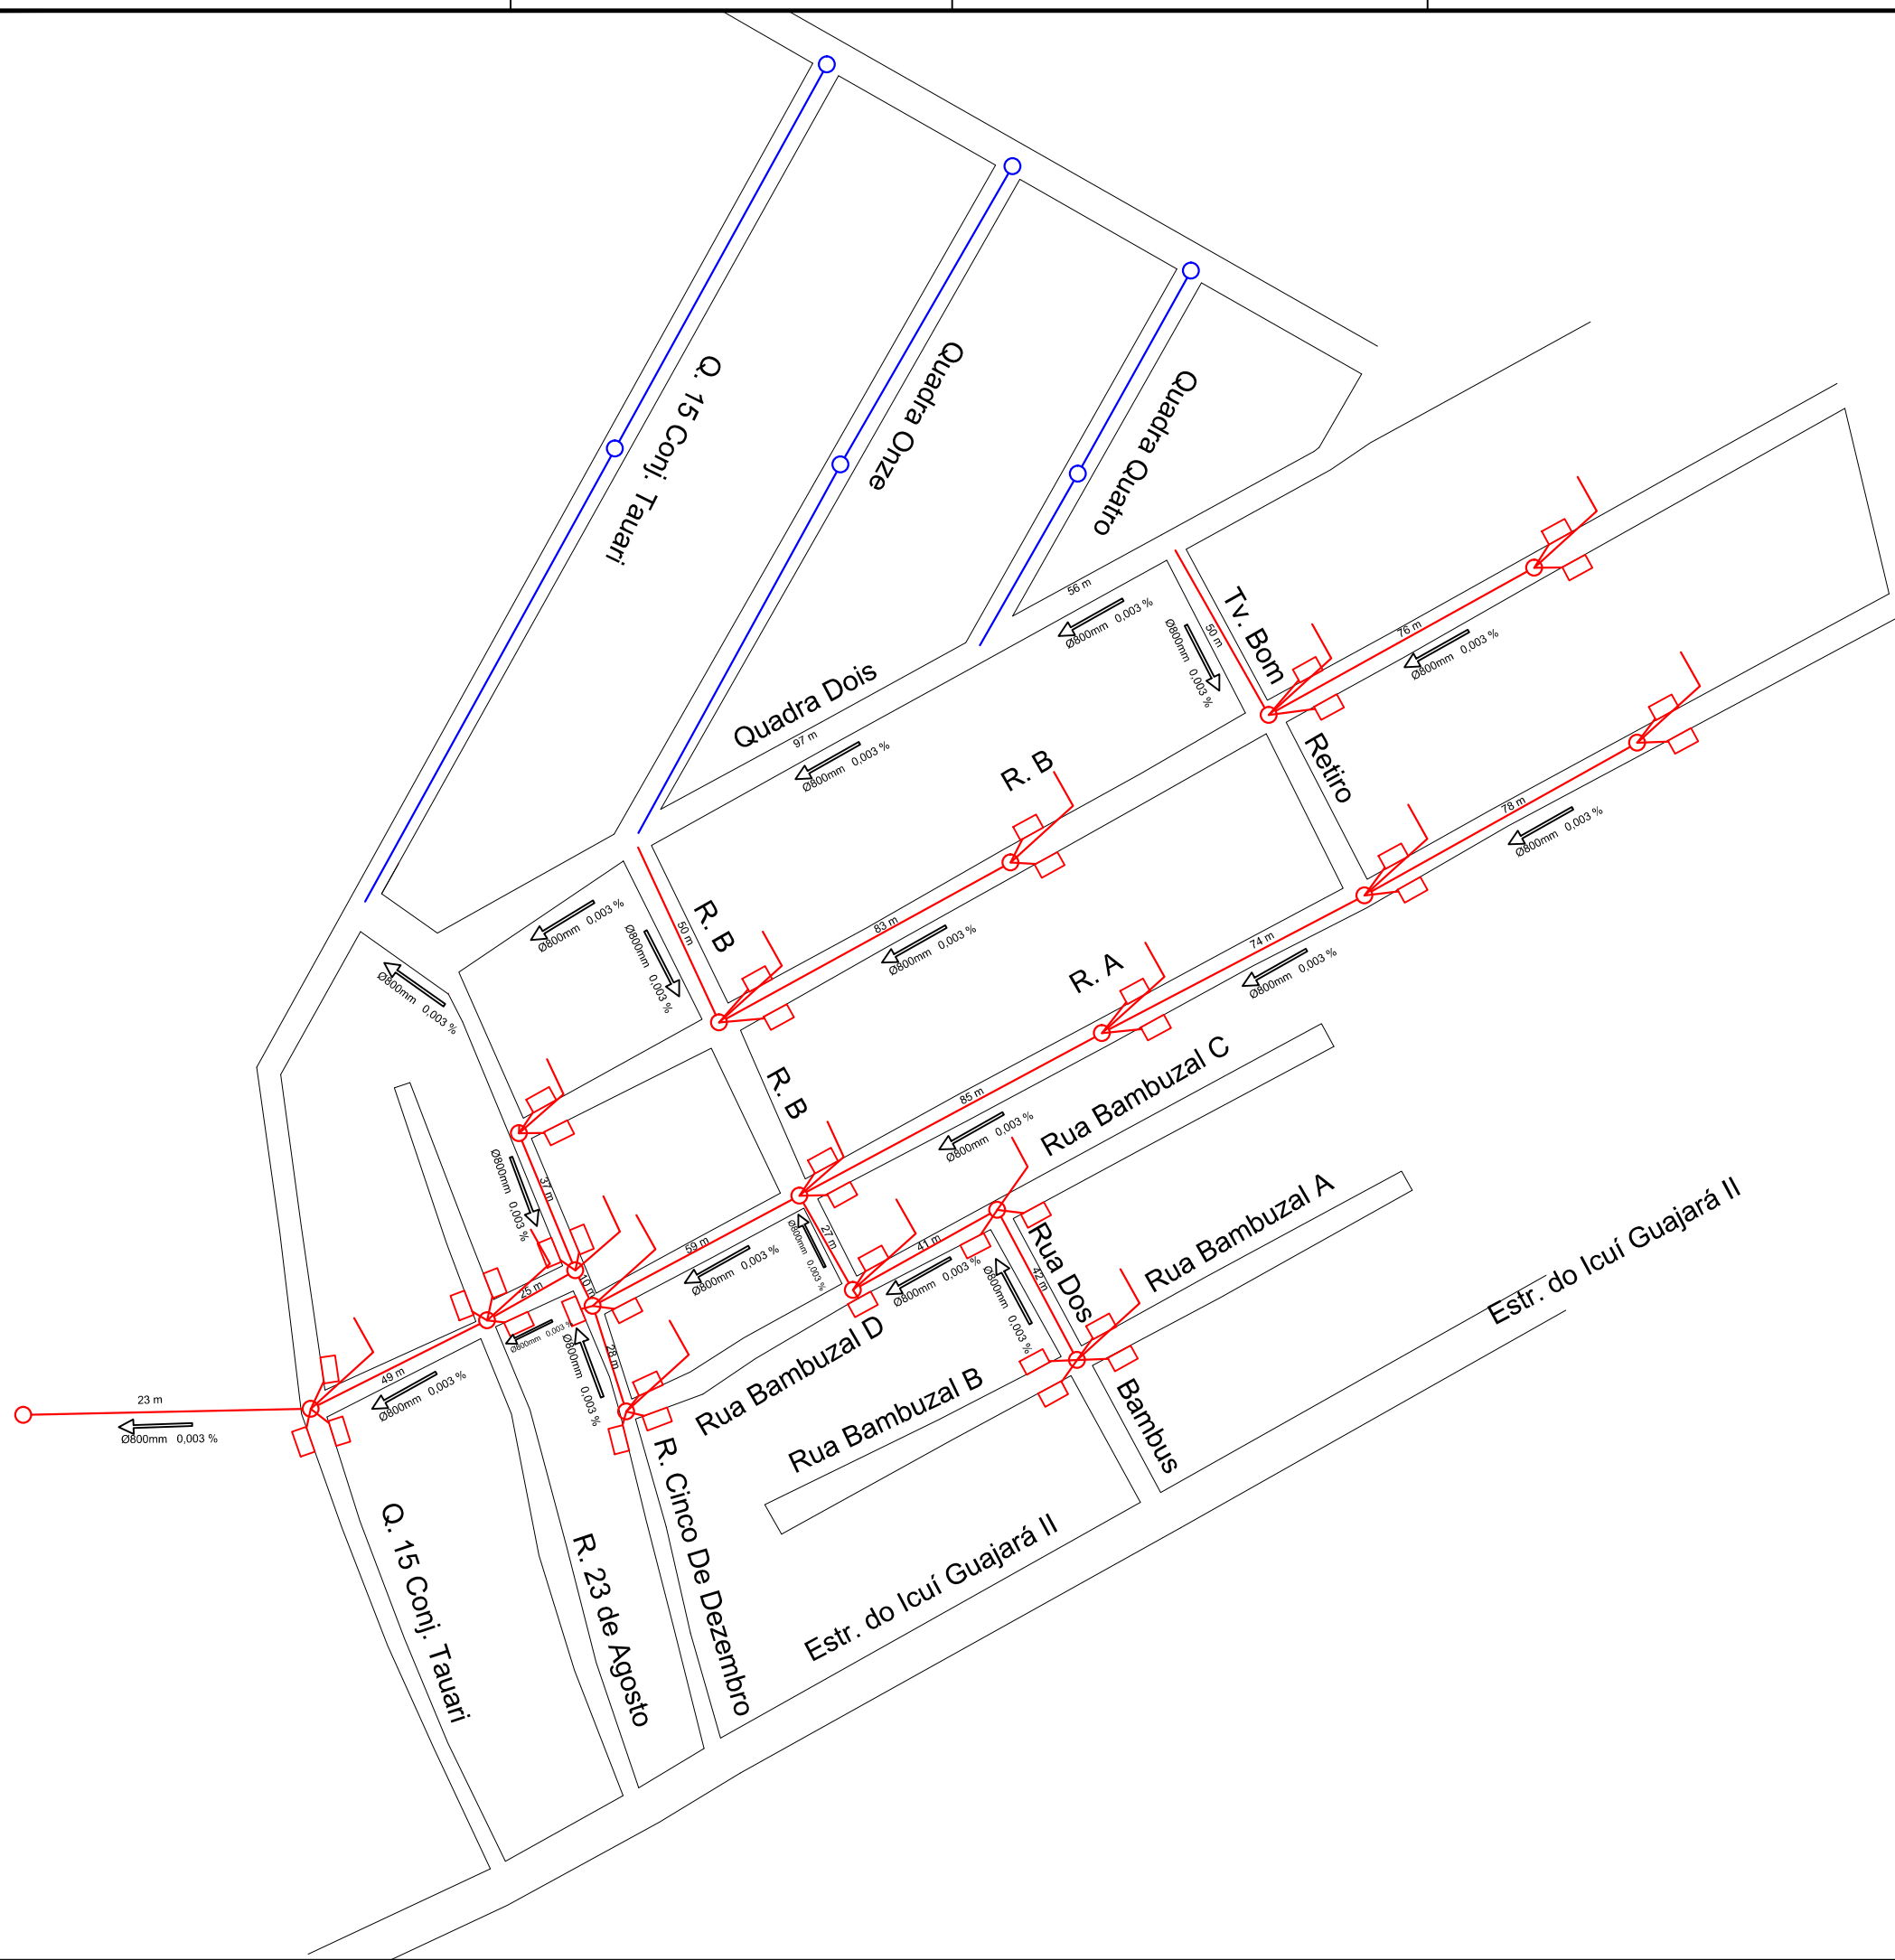 Q. 15 Conj. Tauari
Quadra Onze
Quadra Quatro
56 m
Ø800mm 0,003 %
Tv. Bom
50 m
Ø800mm 0,003 %
76 m
Ø800mm 0,003 %
Quadra Dois
97 m
Ø800mm 0,003 %
Retiro
R. B
78 m
Ø800mm 0,003 %
R. B
50 m
Ø800mm 0,003 %
Ø800mm 0,003 %
83 m
Ø800mm 0,003 %
Ø800mm 0,003 %
R. A
74 m
Ø800mm 0,003 %
R. B
85 m
Ø800mm 0,003 %
Rua Bambuzal C
37 m
Ø800mm 0,003 %
59 m
Ø800mm 0,003 %
27 m
Ø800mm 0,003 %
41 m
Ø800mm 0,003 %
Rua Dos
42 m
Ø800mm 0,003 %
Rua Bambuzal A
Estr. do Icuí Guajará II
25 m
10 m
Ø800mm 0,003 %
28 m
Ø800mm 0,003 %
49 m
Ø800mm 0,003 %
23 m
Ø800mm 0,003 %
Rua Bambuzal D
Rua Bambuzal B
Bambus
Q. 15 Conj. Tauari
R. 23 de Agosto
R. Cinco De Dezembro
Estr. do Icuí Guajará II